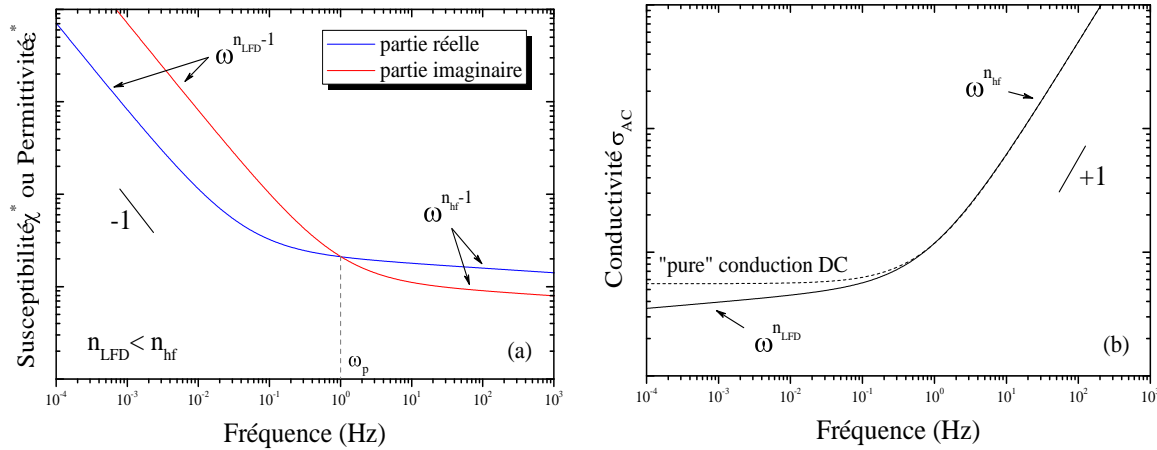 Susceptibilité χ* ou Permittivité ε*
ω^n_LFD-1
partie réelle
partie imaginaire
-1
ω^n_hf-1
n_LFD < n_hf
ω_p
(a)
10^-4 10^-3 10^-2 10^-1 10^0 10^1 10^2 10^3
Fréquence (Hz)
Conductivité σ_AC
ω^n_hf
+1
"pure" conduction DC
ω^n_LFD
(b)
10^-4 10^-3 10^-2 10^-1 10^0 10^1 10^2 10^3
Fréquence (Hz)